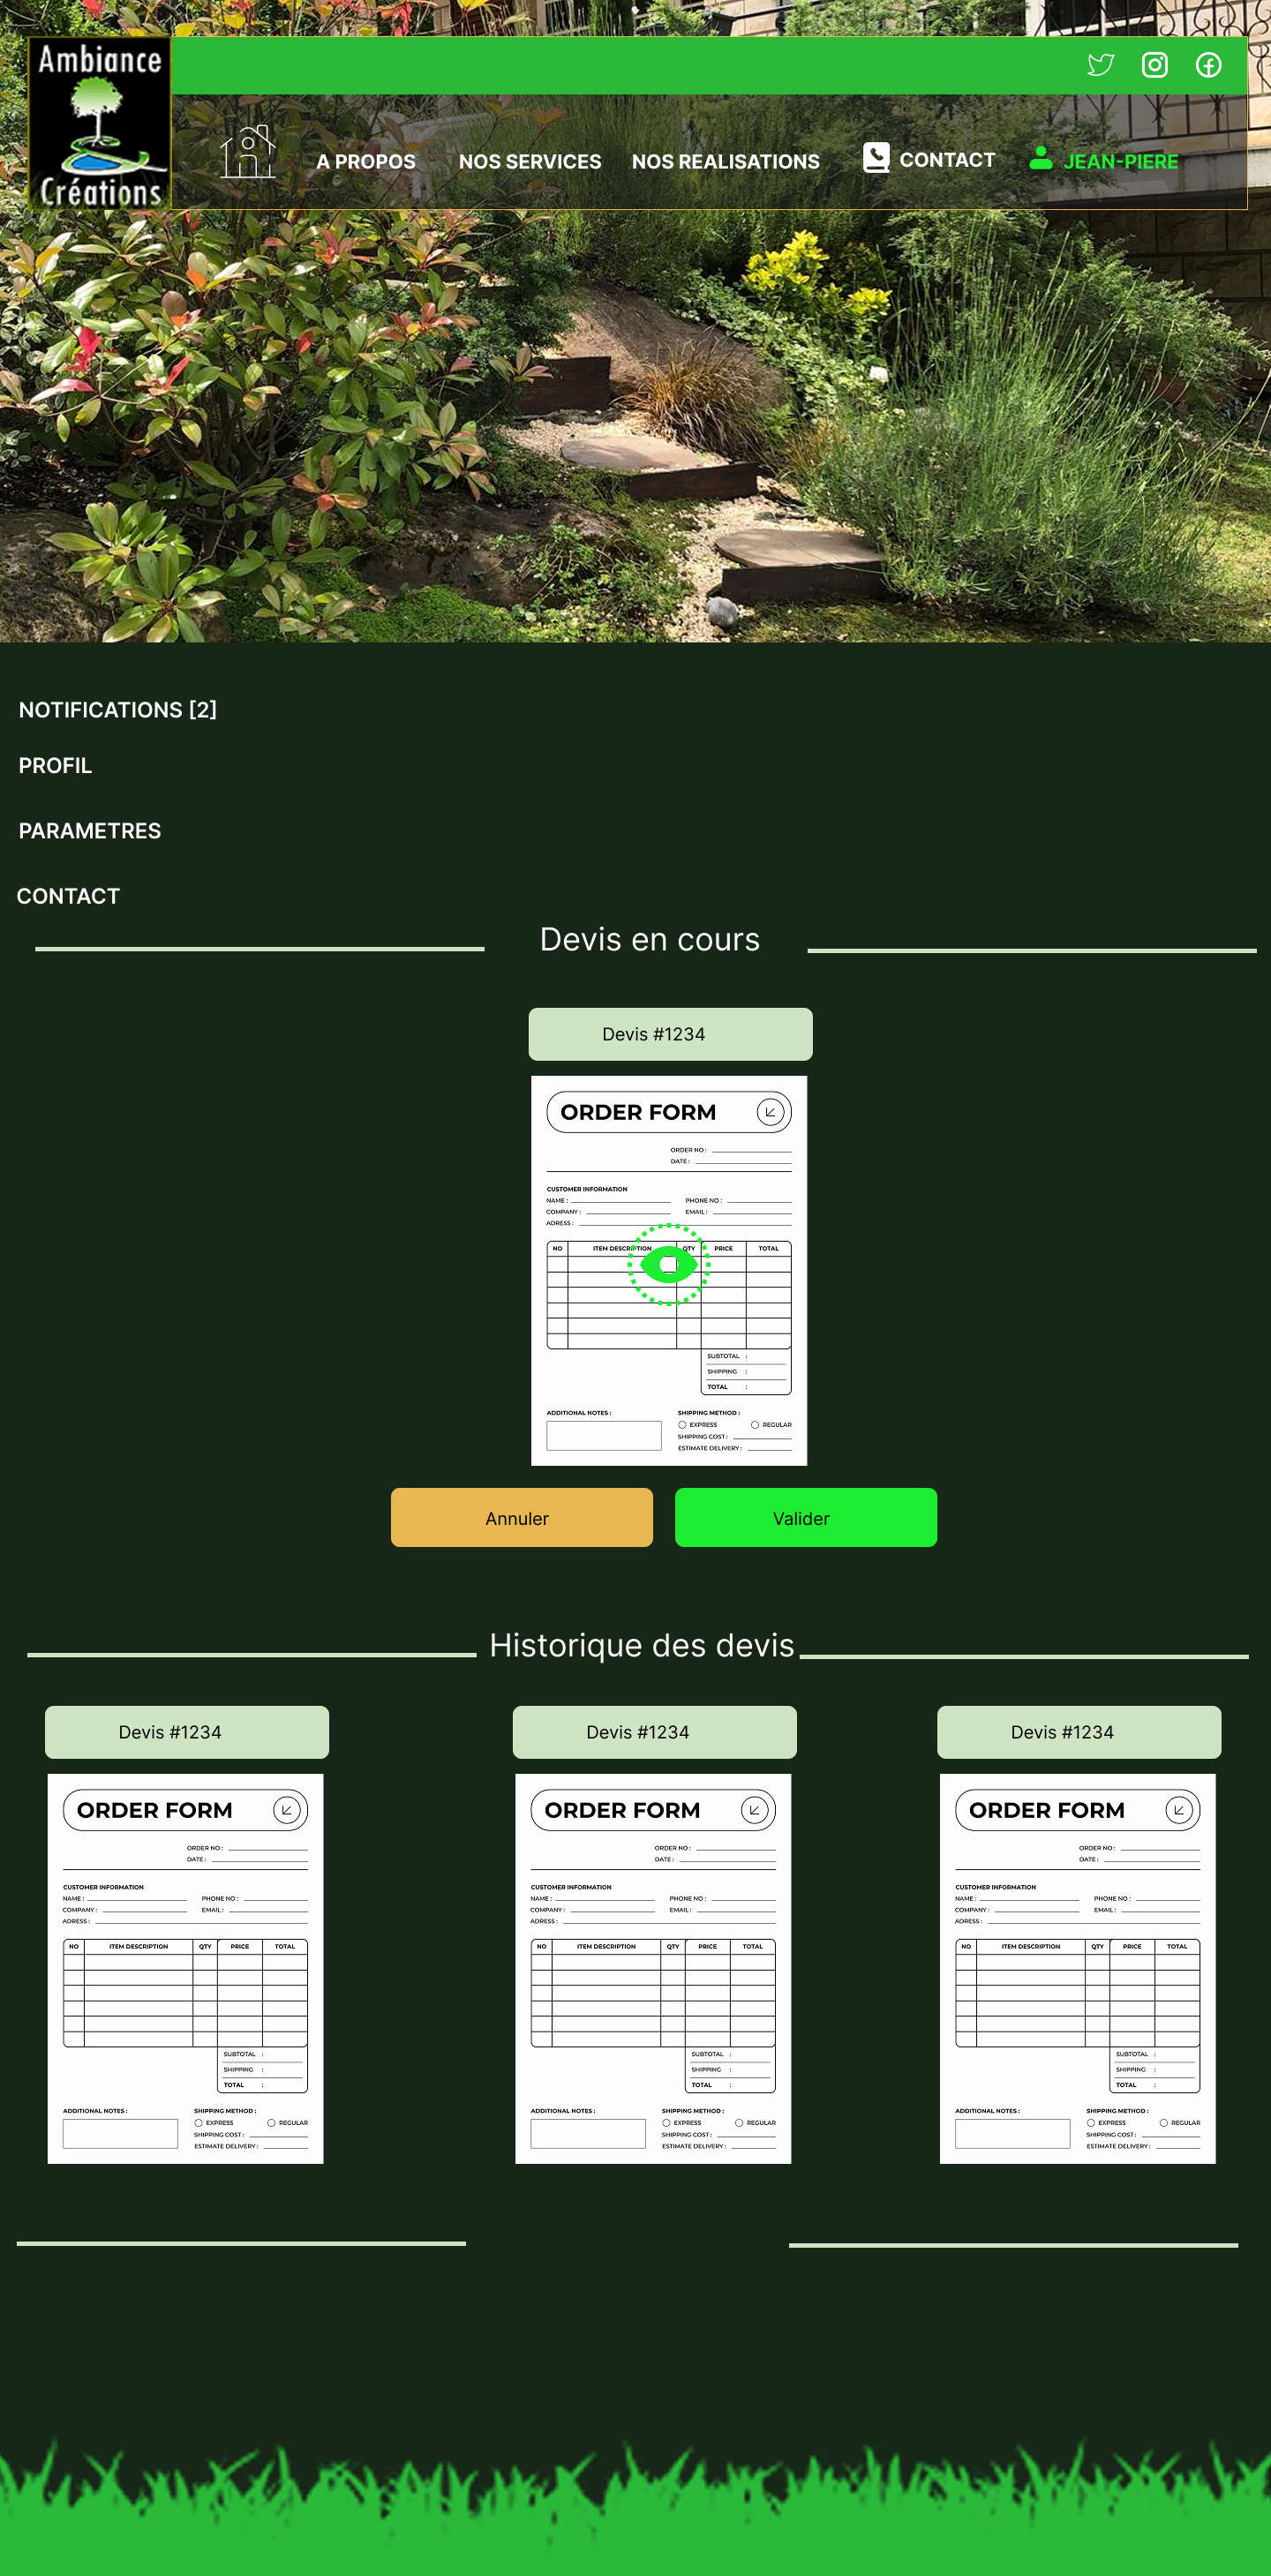 Ambiance
Créations
A PROPOS
NOS SERVICES
NOS REALISATIONS
CONTACT
JEAN-PIERE
NOTIFICATIONS [2]
PROFIL
PARAMETRES
CONTACT
Devis en cours
Devis #1234
ORDER FORM
ORDER NO :
DATE :
CUSTOMER INFORMATION
NAME : PHONE NO :
COMPANY : EMAIL :
ADRESS :
NO ITEM DESCRIPTION QTY PRICE TOTAL
SUBTOTAL :
SHIPPING :
TOTAL :
ADDITIONAL NOTES : SHIPPING METHOD :
EXPRESS REGULAR
SHIPPING COST :
ESTIMATE DELIVERY :
Annuler
Valider
Historique des devis
Devis #1234
ORDER FORM
ORDER NO :
DATE :
CUSTOMER INFORMATION
NAME : PHONE NO :
COMPANY : EMAIL :
ADRESS :
NO ITEM DESCRIPTION QTY PRICE TOTAL
SUBTOTAL :
SHIPPING :
TOTAL :
ADDITIONAL NOTES : SHIPPING METHOD :
EXPRESS REGULAR
SHIPPING COST :
ESTIMATE DELIVERY :
Devis #1234
ORDER FORM
ORDER NO :
DATE :
CUSTOMER INFORMATION
NAME : PHONE NO :
COMPANY : EMAIL :
ADRESS :
NO ITEM DESCRIPTION QTY PRICE TOTAL
SUBTOTAL :
SHIPPING :
TOTAL :
ADDITIONAL NOTES : SHIPPING METHOD :
EXPRESS REGULAR
SHIPPING COST :
ESTIMATE DELIVERY :
Devis #1234
ORDER FORM
ORDER NO :
DATE :
CUSTOMER INFORMATION
NAME : PHONE NO :
COMPANY : EMAIL :
ADRESS :
NO ITEM DESCRIPTION QTY PRICE TOTAL
SUBTOTAL :
SHIPPING :
TOTAL :
ADDITIONAL NOTES : SHIPPING METHOD :
EXPRESS REGULAR
SHIPPING COST :
ESTIMATE DELIVERY :